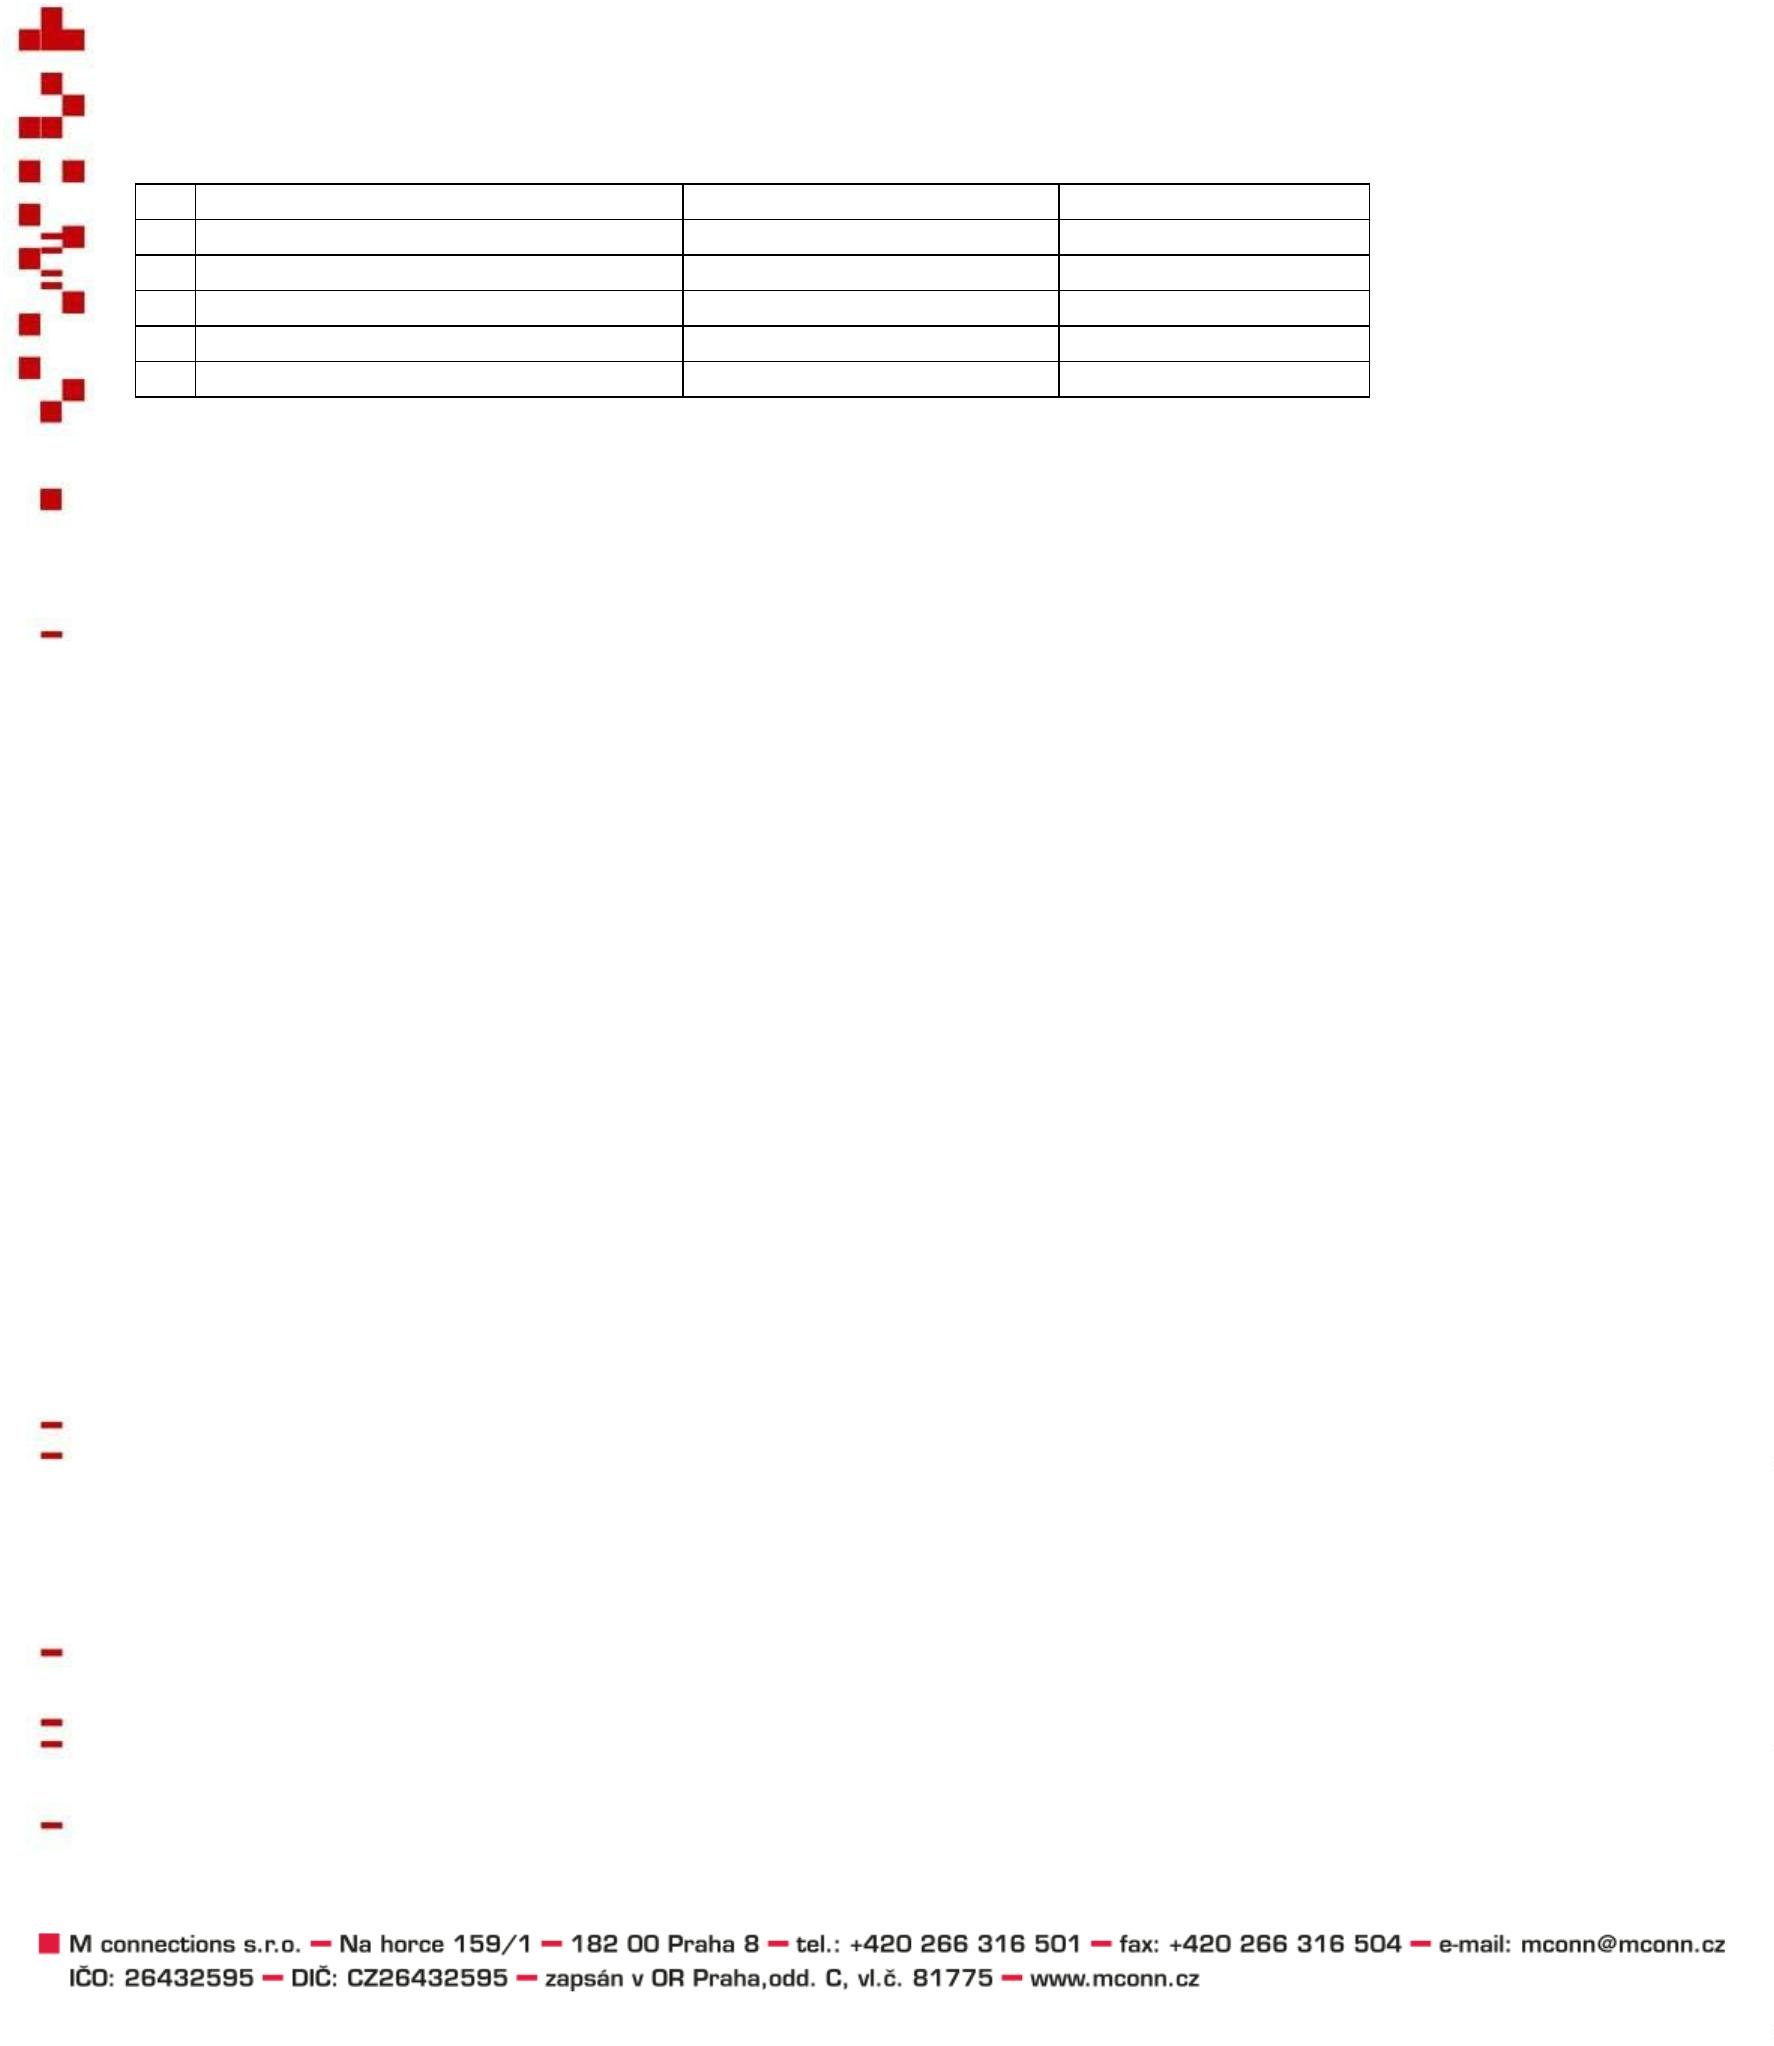 M connections s.r.o. — Na horce 159/1 — 182 00 Praha 8 — tel.: +420 266 316 501 — fax: +420 266 316 504 — e-mail: mconn@mconn.cz
IČO: 26432595 — DIČ: CZ26432595 — zapsán v OR Praha,odd. C, vl.č. 81775 — www.mconn.cz